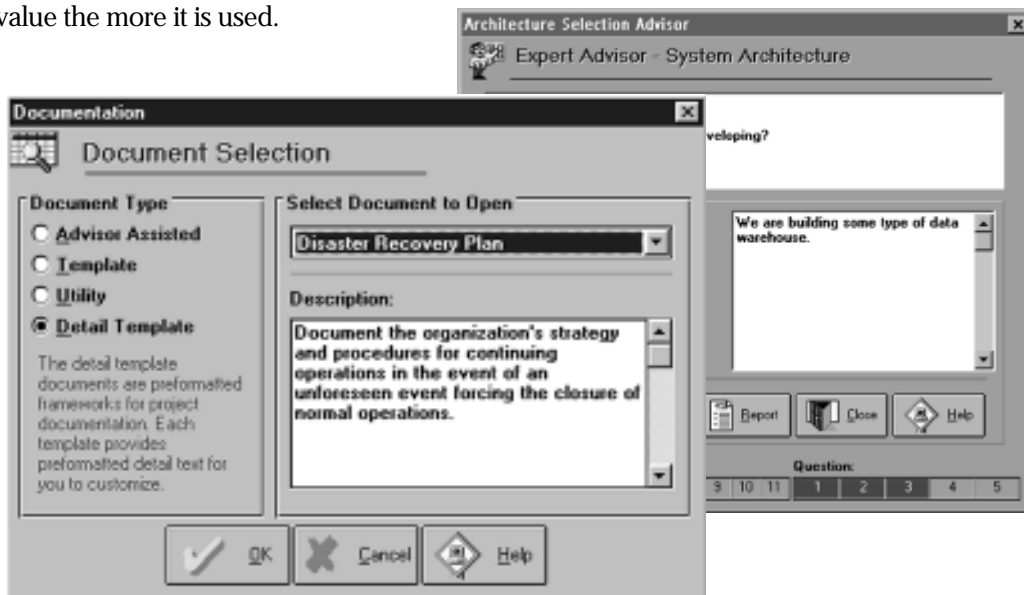 value the more it is used.
Architecture Selection Advisor
Expert Advisor - System Architecture
veloping?
We are building some type of data
warehouse.
Report Close Help
Question:
9 10 11 1 2 3 4 5
Documentation
Document Selection
Document Type
Advisor Assisted
Template
Utility
Detail Template
The detail template
documents are preformatted
frameworks for project
documentation. Each
template provides
preformatted detail text for
you to customize.
Select Document to Open
Disaster Recovery Plan
Description:
Document the organization's strategy
and procedures for continuing
operations in the event of an
unforeseen event forcing the closure of
normal operations.
OK Cancel Help